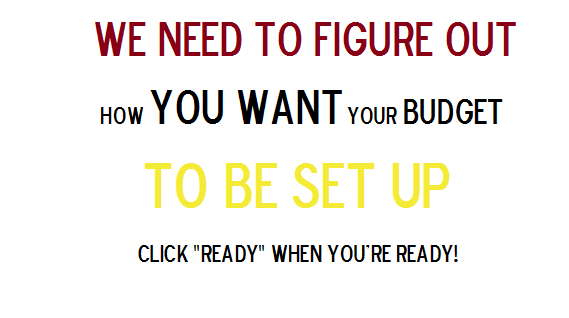 WE NEED TO FIGURE OUT
HOW YOU WANT YOUR BUDGET
TO BE SET UP
CLICK "READY" WHEN YOU'RE READY!